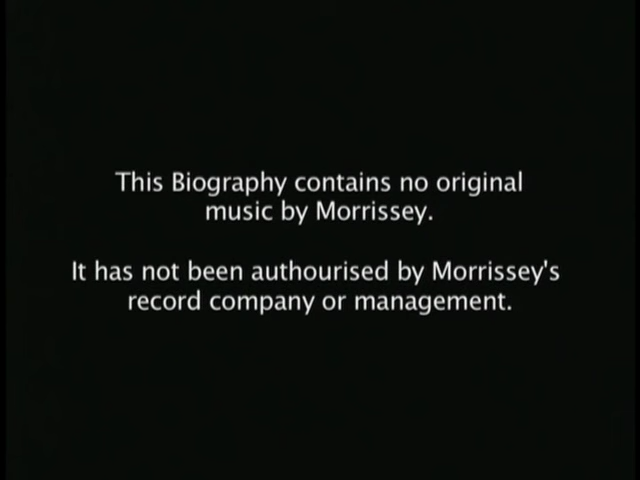 This Biography contains no original
music by Morrissey.
It has not been authourised by Morrissey's
record company or management.